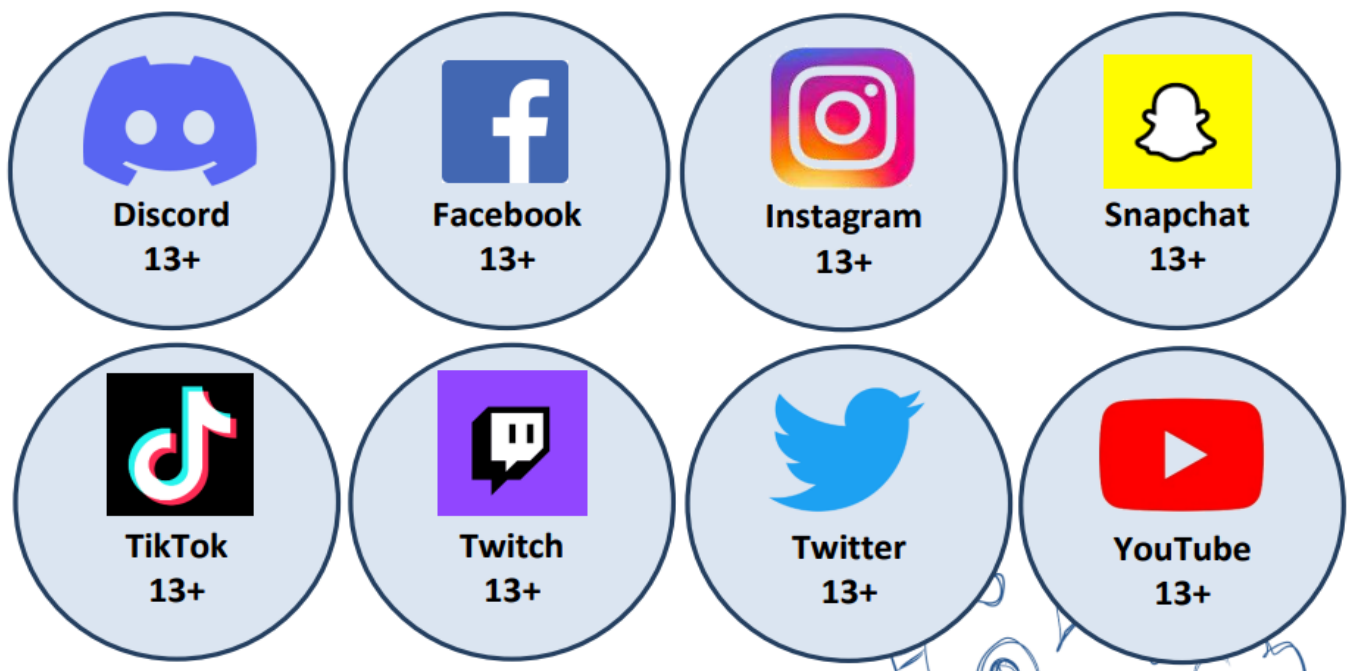 Discord
13+
Facebook
13+
Instagram
13+
Snapchat
13+
TikTok
13+
Twitch
13+
Twitter
13+
YouTube
13+